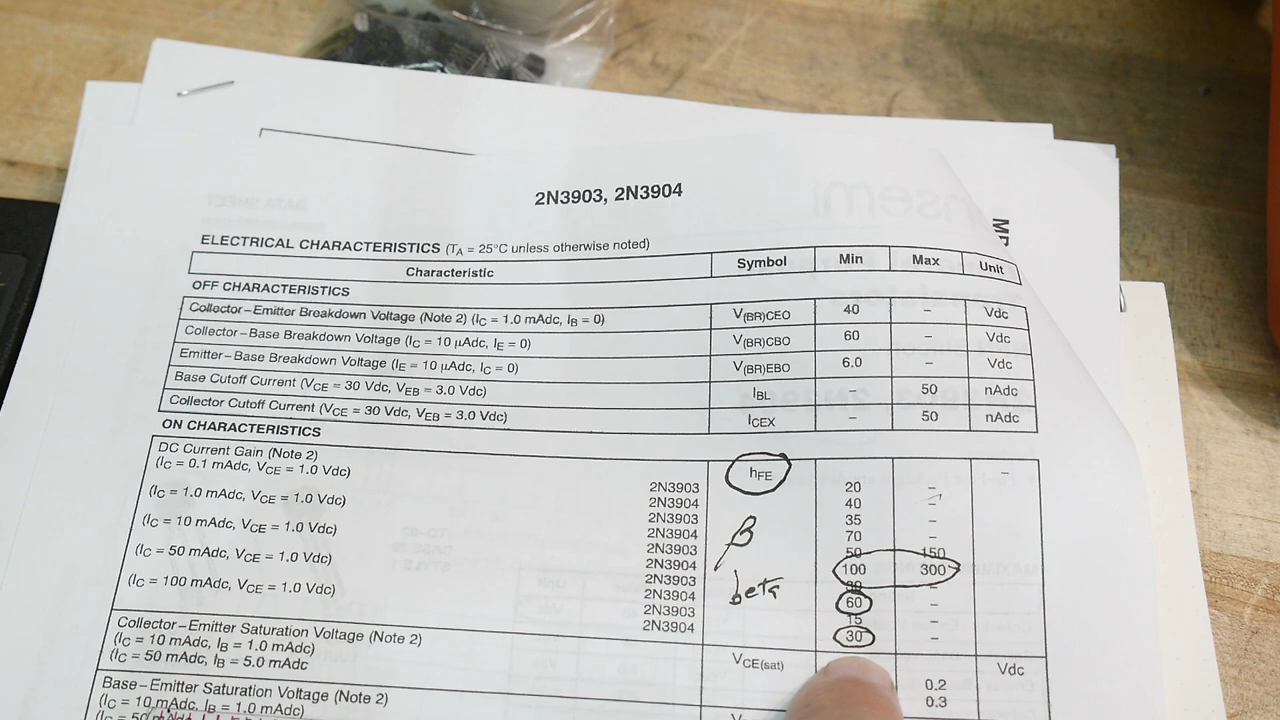 2N3903, 2N3904
ELECTRICAL CHARACTERISTICS (TA = 25°C unless otherwise noted)
Characteristic Symbol Min Max Unit
OFF CHARACTERISTICS
Collector–Emitter Breakdown Voltage (Note 2) (IC = 1.0 mAdc, IB = 0) V(BR)CEO 40 – Vdc
Collector–Base Breakdown Voltage (IC = 10 μAdc, IE = 0) V(BR)CBO 60 – Vdc
Emitter–Base Breakdown Voltage (IE = 10 μAdc, IC = 0) V(BR)EBO 6.0 – Vdc
Base Cutoff Current (VCE = 30 Vdc, VEB = 3.0 Vdc) IBL – 50 nAdc
Collector Cutoff Current (VCE = 30 Vdc, VEB = 3.0 Vdc) ICEX – 50 nAdc
ON CHARACTERISTICS
DC Current Gain (Note 2) hFE –
(IC = 0.1 mAdc, VCE = 1.0 Vdc) 2N3903 20 –
2N3904 40 –
(IC = 1.0 mAdc, VCE = 1.0 Vdc) 2N3903 35 –
2N3904 70 –
(IC = 10 mAdc, VCE = 1.0 Vdc) 2N3903 50 150
2N3904 100 300
(IC = 50 mAdc, VCE = 1.0 Vdc) 2N3903 30 –
2N3904 60 –
(IC = 100 mAdc, VCE = 1.0 Vdc) 2N3903 15 –
2N3904 30 –
β
beta
Collector–Emitter Saturation Voltage (Note 2) VCE(sat) Vdc
(IC = 10 mAdc, IB = 1.0 mAdc) 0.2
(IC = 50 mAdc, IB = 5.0 mAdc 0.3
Base–Emitter Saturation Voltage (Note 2)
(IC = 10 mAdc, IB = 1.0 mAdc)